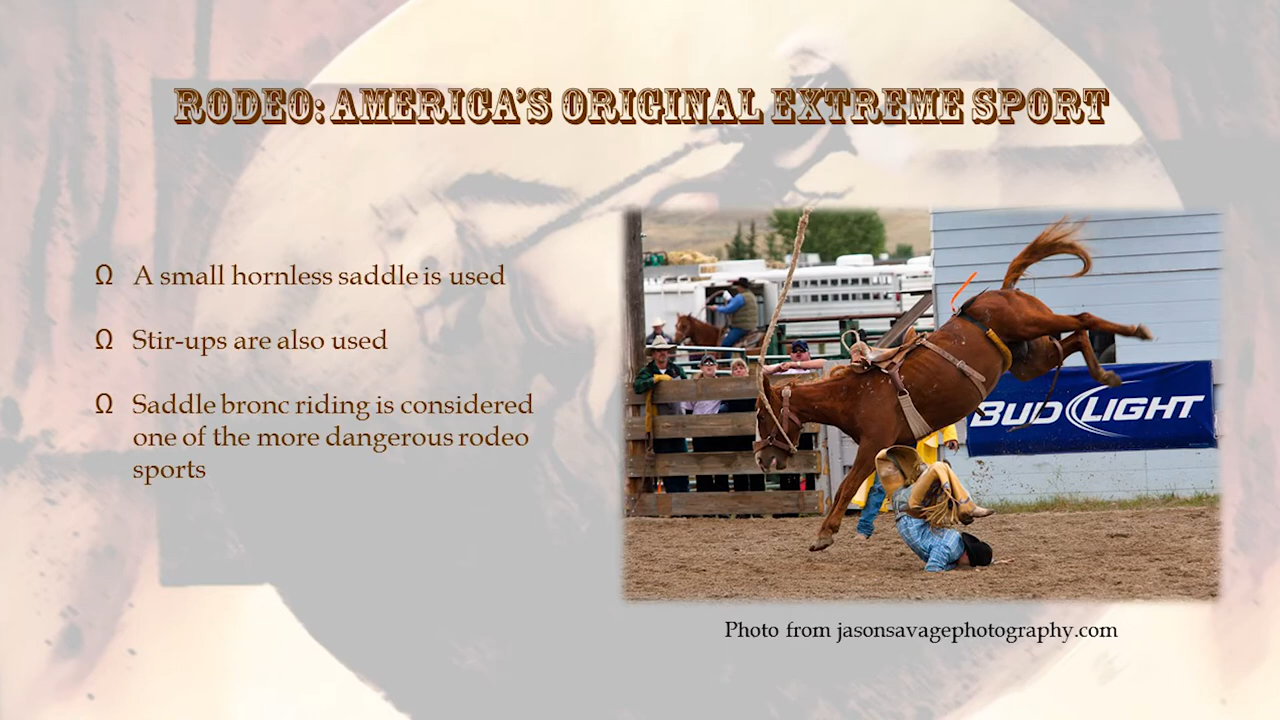 RODEO: AMERICA'S ORIGINAL EXTREME SPORT
Ω A small hornless saddle is used
Ω Stir-ups are also used
Ω Saddle bronc riding is considered
one of the more dangerous rodeo
sports
BUD LIGHT
Photo from jasonsavagephotography.com